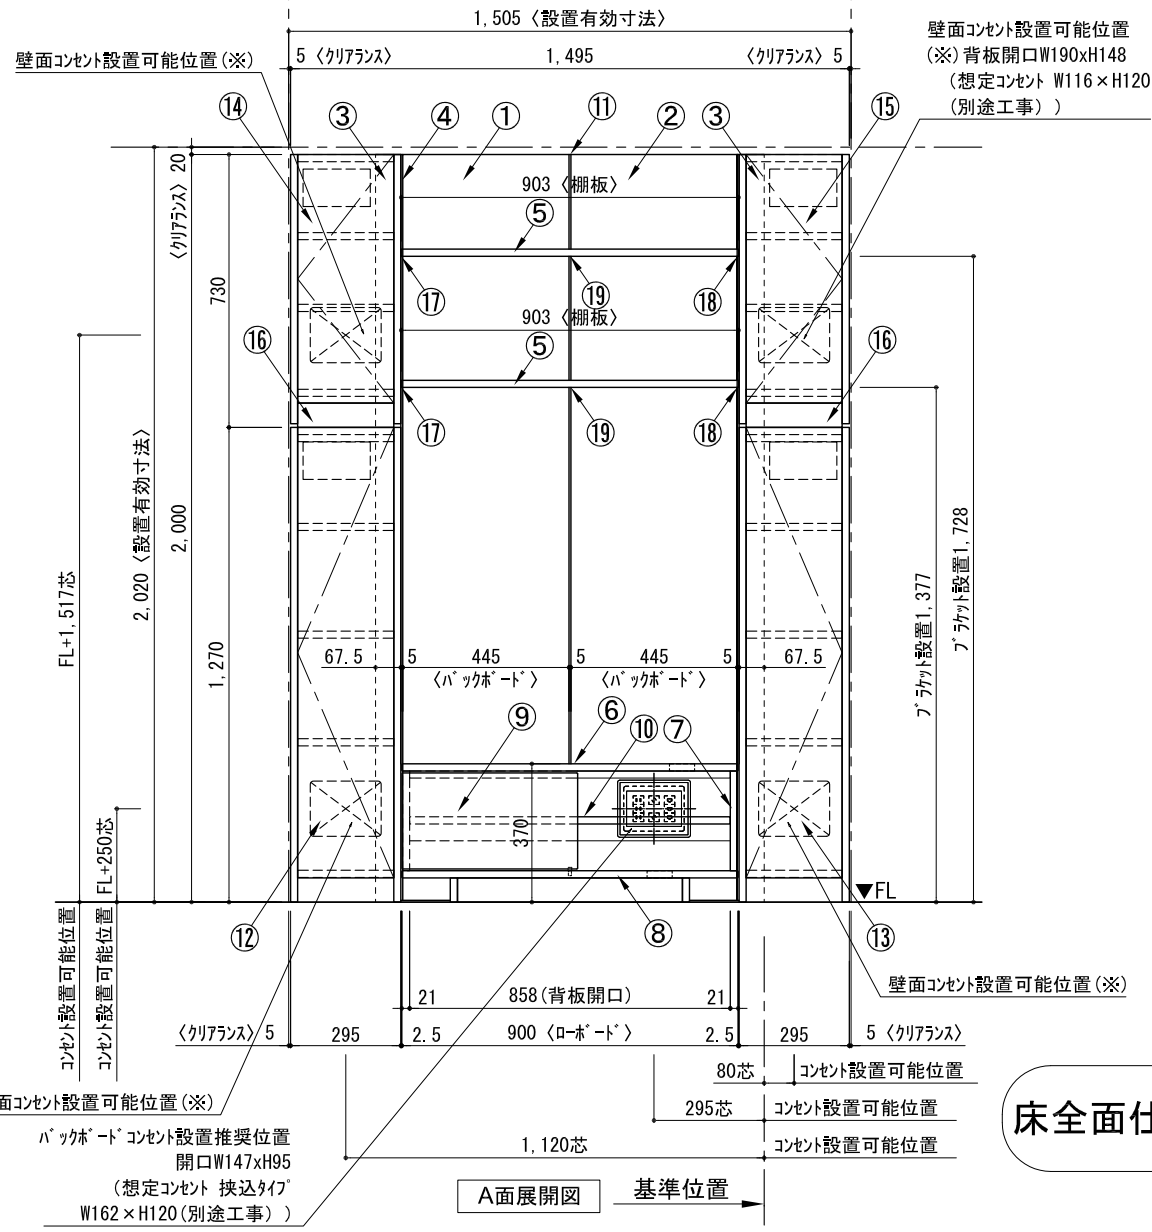 1,505〈設置有効寸法〉
5〈クリアランス〉 1,495 〈クリアランス〉5
壁面コンセント設置可能位置(※)
壁面コンセント設置可能位置
(※)背板開口W190xH148
(想定コンセント W116×H120
(別途工事))
⑭ ③ ④ ① ⑪ ② ③ ⑮
〈クリアランス〉20
903〈棚板〉
⑤
730
⑰ ⑲ ⑱
903〈棚板〉
⑯ ⑤ ⑯
⑰ ⑲ ⑱
FL+1,517芯
2,020〈設置有効寸法〉
2,000
1,270
ブラケット設置1,377
ブラケット設置1,728
67.5 5 445 5 445 5 67.5
〈バックボード〉 〈バックボード〉
⑨ ⑥ ⑩ ⑦
370
FL+250芯
▼FL
⑫ ⑧ ⑬
コンセント設置可能位置
コンセント設置可能位置
壁面コンセント設置可能位置(※)
21 858(背板開口) 21
〈クリアランス〉5 295 2.5 900〈ローボード〉 2.5 295 5〈クリアランス〉
80芯 コンセント設置可能位置
面コンセント設置可能位置(※)
295芯 コンセント設置可能位置
バックボードコンセント設置推奨位置
開口W147xH95
(想定コンセント 挟込タイプ
W162×H120(別途工事))
1,120芯 コンセント設置可能位置
床全面仕
A面展開図 基準位置